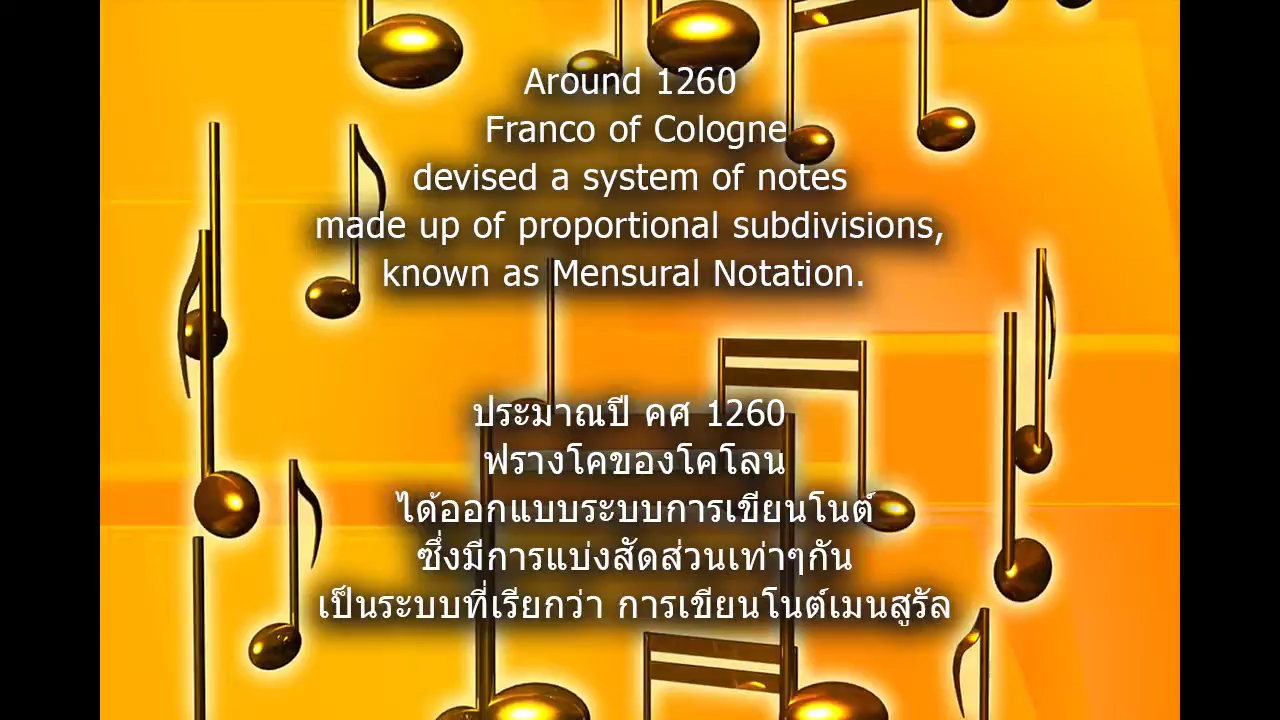 Around 1260
Franco of Cologne
devised a system of notes
made up of proportional subdivisions,
known as Mensural Notation.
ประมาณปี คศ 1260
ฟรางโคของโคโลน
ได้ออกแบบระบบการเขียนโนต์
ซึ่งมีการแบ่งสัดส่วนเท่าๆกัน
เป็นระบบที่เรียกว่า การเขียนโนต์เมนสูรัล